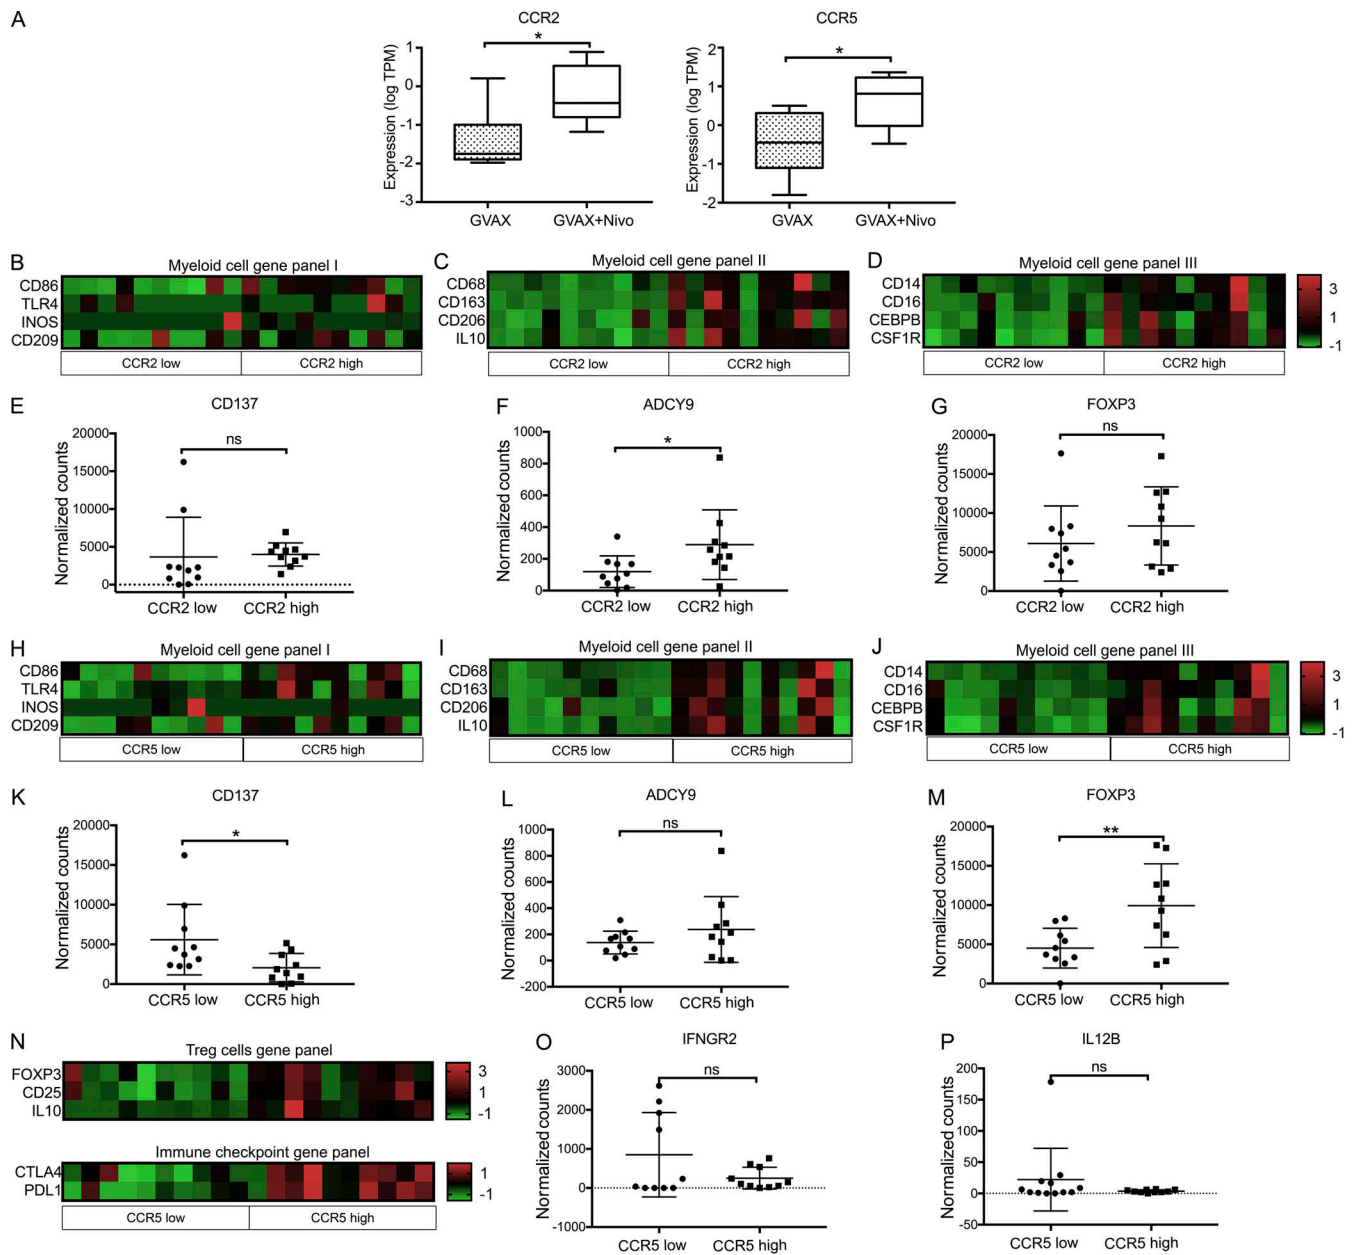 A
CCR2
*
Expression (log TPM)
1
0
-1
-2
-3
GVAX
GVAX+Nivo
CCR5
*
Expression (log TPM)
2
1
0
-1
-2
GVAX
GVAX+Nivo
B
Myeloid cell gene panel I
CD86
TLR4
INOS
CD209
CCR2 low
CCR2 high
C
Myeloid cell gene panel II
CD68
CD163
CD206
IL10
CCR2 low
CCR2 high
D
Myeloid cell gene panel III
CD14
CD16
CEBPB
CSF1R
CCR2 low
CCR2 high
3
1
-1
E
CD137
ns
Normalized counts
20000
15000
10000
5000
0
CCR2 low
CCR2 high
F
ADCY9
*
Normalized counts
1000
800
600
400
200
0
CCR2 low
CCR2 high
G
FOXP3
ns
Normalized counts
20000
15000
10000
5000
0
CCR2 low
CCR2 high
H
Myeloid cell gene panel I
CD86
TLR4
INOS
CD209
CCR5 low
CCR5 high
I
Myeloid cell gene panel II
CD68
CD163
CD206
IL10
CCR5 low
CCR5 high
J
Myeloid cell gene panel III
CD14
CD16
CEBPB
CSF1R
CCR5 low
CCR5 high
3
1
-1
K
CD137
*
Normalized counts
20000
15000
10000
5000
0
CCR5 low
CCR5 high
L
ADCY9
ns
Normalized counts
1000
800
600
400
200
0
-200
CCR5 low
CCR5 high
M
FOXP3
**
Normalized counts
20000
15000
10000
5000
0
CCR5 low
CCR5 high
N
Treg cells gene panel
FOXP3
CD25
IL10
3
1
-1
Immune checkpoint gene panel
CTLA4
PDL1
1
-1
CCR5 low
CCR5 high
O
IFNGR2
ns
Normalized counts
3000
2000
1000
0
-1000
CCR5 low
CCR5 high
P
IL12B
ns
Normalized counts
200
150
100
50
0
-50
CCR5 low
CCR5 high